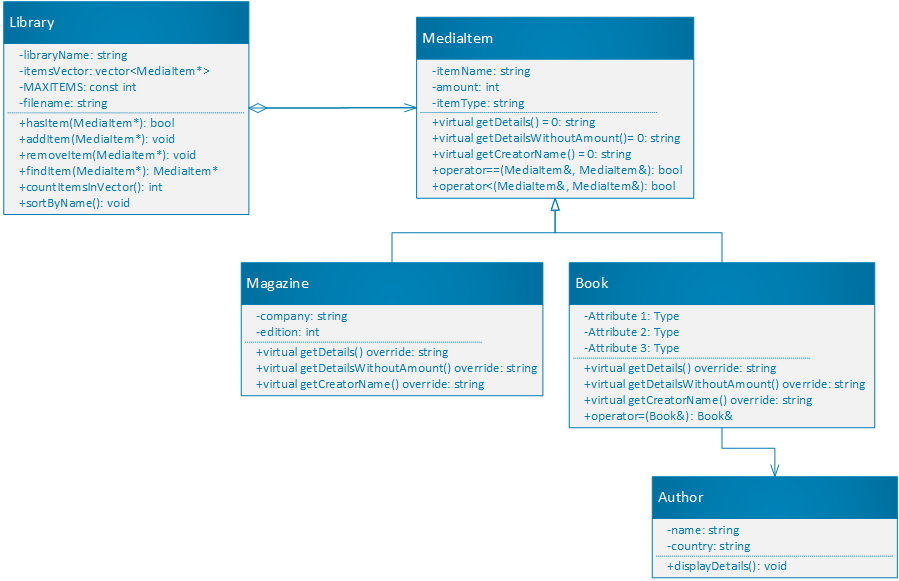 Library
-libraryName: string
-itemsVector: vector<MediaItem*>
-MAXITEMS: const int
-filename: string
+hasItem(MediaItem*): bool
+addItem(MediaItem*): void
+removeItem(MediaItem*): void
+findItem(MediaItem*): MediaItem*
+countItemsInVector(): int
+sortByName(): void
MediaItem
-itemName: string
-amount: int
-itemType: string
+virtual getDetails() = 0: string
+virtual getDetailsWithoutAmount()= 0: string
+virtual getCreatorName() = 0: string
+operator==(MediaItem&, MediaItem&): bool
+operator<(MediaItem&, MediaItem&): bool
Magazine
-company: string
-edition: int
+virtual getDetails() override: string
+virtual getDetailsWithoutAmount() override: string
+virtual getCreatorName() override: string
Book
-Attribute 1: Type
-Attribute 2: Type
-Attribute 3: Type
+virtual getDetails() override: string
+virtual getDetailsWithoutAmount() override: string
+virtual getCreatorName() override: string
+operator=(Book&): Book&
Author
-name: string
-country: string
+displayDetails(): void